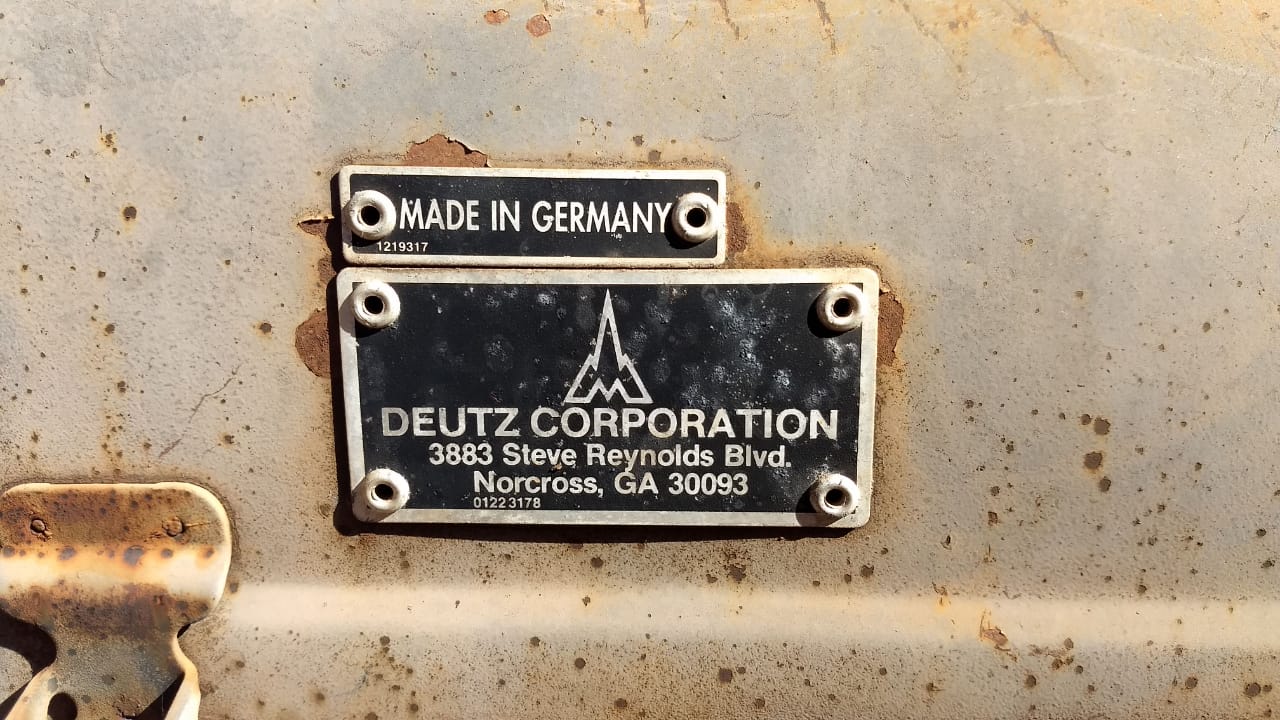 MADE IN GERMANY
1219317
DEUTZ CORPORATION
3883 Steve Reynolds Blvd.
Norcross, GA 30093
01223178